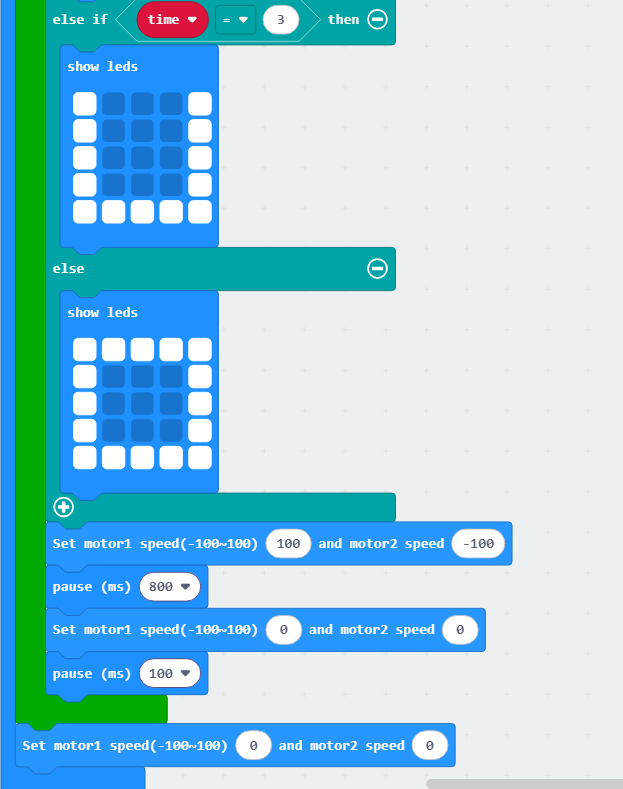 else if time = 3 then
show leds
else
show leds
Set motor1 speed(-100~100) 100 and motor2 speed -100
pause (ms) 800
Set motor1 speed(-100~100) 0 and motor2 speed 0
pause (ms) 100
Set motor1 speed(-100~100) 0 and motor2 speed 0